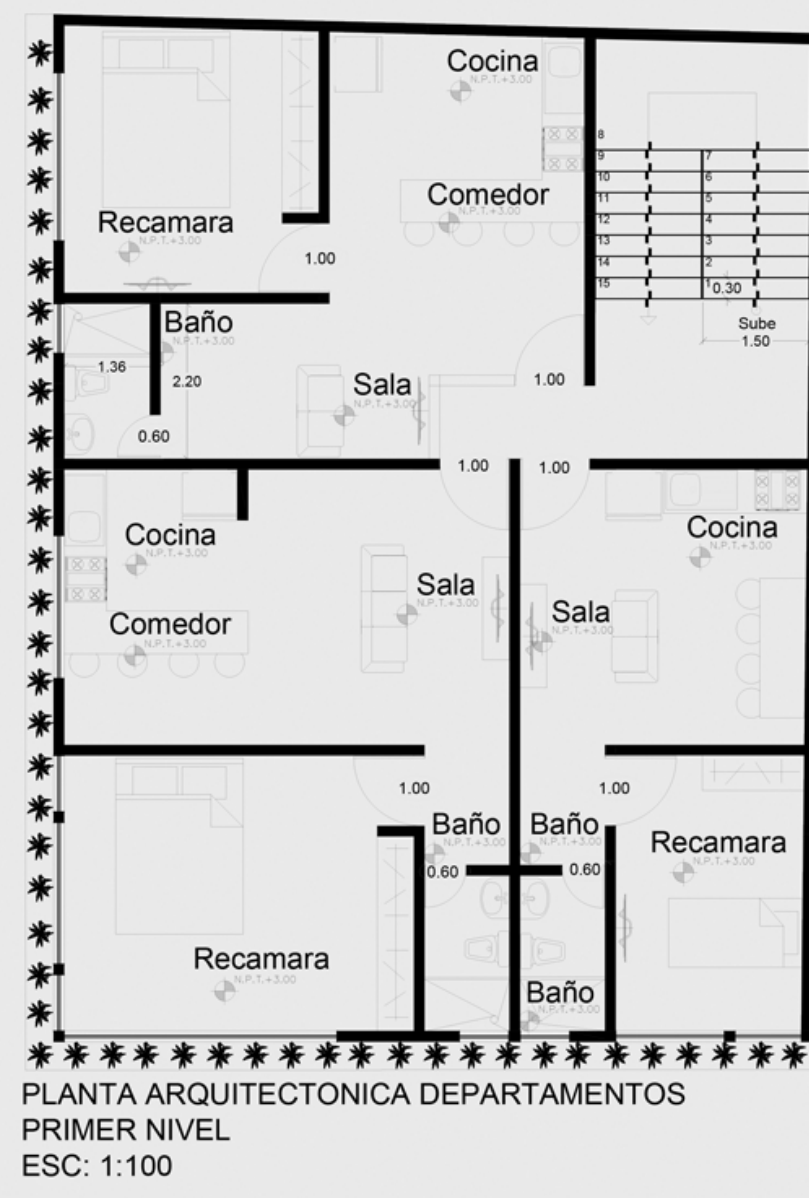 Cocina
N.P.T.+3.00
8
9
7
10
6
11
5
12
4
13
3
14
2
15
1
0.30
Sube
1.50
Comedor
N.P.T.+3.00
Recamara
N.P.T.+3.00
1.00
Baño
N.P.T.+3.00
1.36
2.20
0.60
Sala
N.P.T.+3.00
1.00
1.00
1.00
Cocina
N.P.T.+3.00
Comedor
N.P.T.+3.00
Sala
N.P.T.+3.00
Sala
N.P.T.+3.00
Cocina
N.P.T.+3.00
1.00
1.00
Baño
N.P.T.+3.00
0.60
Baño
N.P.T.+3.00
0.60
Recamara
N.P.T.+3.00
Recamara
N.P.T.+3.00
Baño
N.P.T.+3.00
PLANTA ARQUITECTONICA DEPARTAMENTOS
PRIMER NIVEL
ESC: 1:100